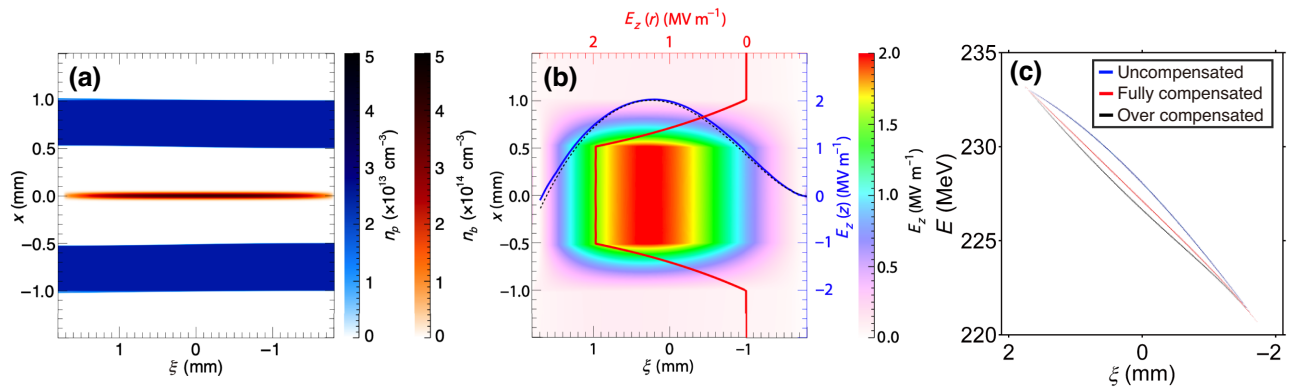 (a)
1.0
0.5
0.0
−0.5
−1.0
x (mm)
1
0
−1
ξ (mm)
5
4
3
2
1
0
n_p (×10¹³ cm⁻³)
5
4
3
2
1
0
n_b (×10¹⁴ cm⁻³)
E_z (r) (MV m⁻¹)
2
1
0
(b)
1.0
0.5
0.0
−0.5
−1.0
x (mm)
1
0
−1
ξ (mm)
2
1
0
−1
−2
E_z (z) (MV m⁻¹)
2.0
1.5
1.0
0.5
0.0
E_z (MV m⁻¹)
(c)
Uncompensated
Fully compensated
Over compensated
235
230
225
220
E (MeV)
2
0
−2
ξ (mm)